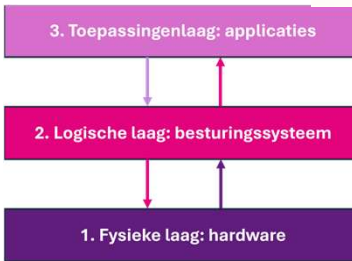 3. Toepassingenlaag: applicaties
2. Logische laag: besturingssysteem
1. Fysieke laag: hardware